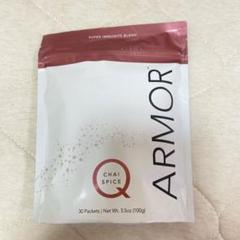 SUPER IMMUNITY BLEND
ARMOR
Q
CHAI
SPICE
30 Packets / Net Wt. 3.5oz (100g)